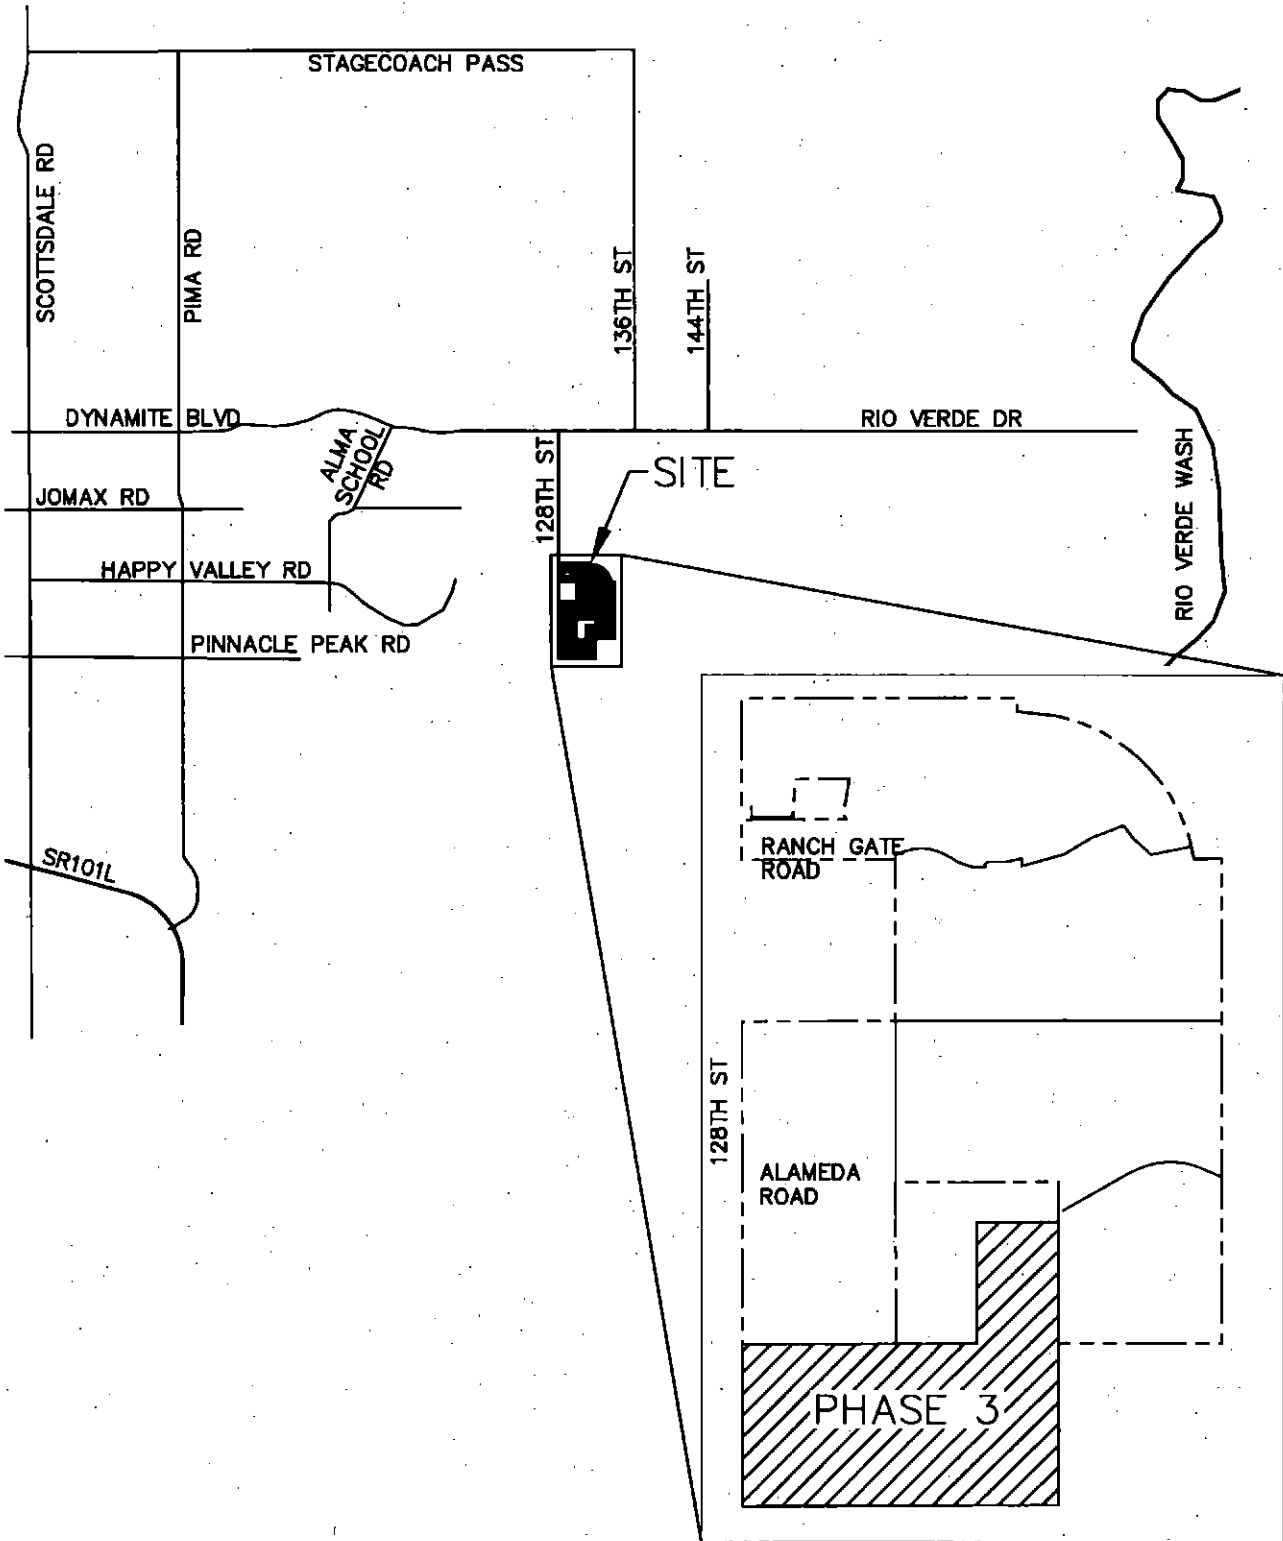 STAGECOACH PASS
SCOTTSDALE RD
PIMA RD
136TH ST
144TH ST
DYNAMITE BLVD
RIO VERDE DR
ALMA
SCHOOL
RD
128TH ST
SITE
RIO VERDE WASH
JOMAX RD
HAPPY VALLEY RD
PINNACLE PEAK RD
SR101L
RANCH GATE
ROAD
128TH ST
ALAMEDA
ROAD
PHASE 3